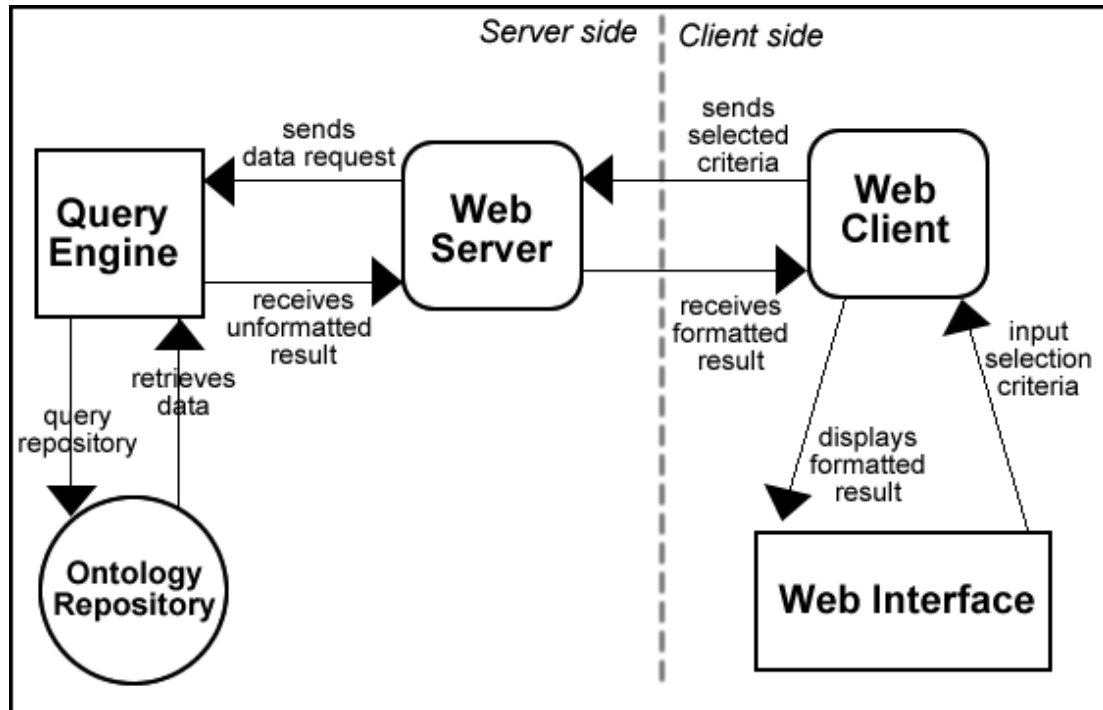 Server side
Client side
sends
data request
sends
selected
criteria
Query
Engine
Web
Server
Web
Client
receives
unformatted
result
receives
formatted
result
input
selection
criteria
retrieves
data
query
repository
displays
formatted
result
Ontology
Repository
Web Interface